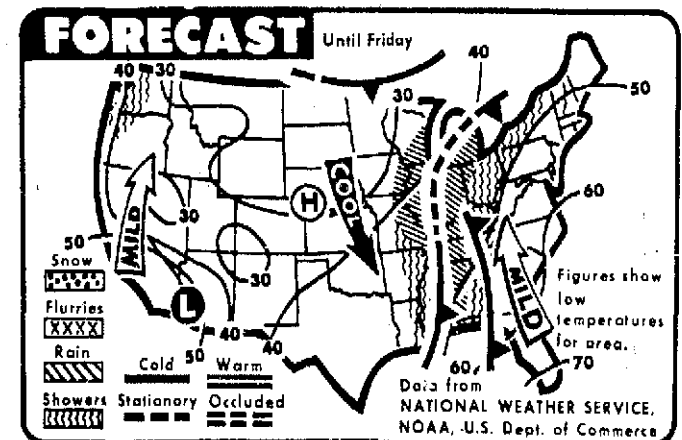 FORECAST
Until Friday
40
30
40
30
50
60
H
COOL
30
MILD
50
30
L
40
50
40
MILD
60
70
Snow
Flurries
XXXX
Rain
Showers
Cold
Warm
Stationary
Occluded
Figures show
low
temperatures
for area.
Data from
NATIONAL WEATHER SERVICE,
NOAA, U.S. Dept. of Commerce